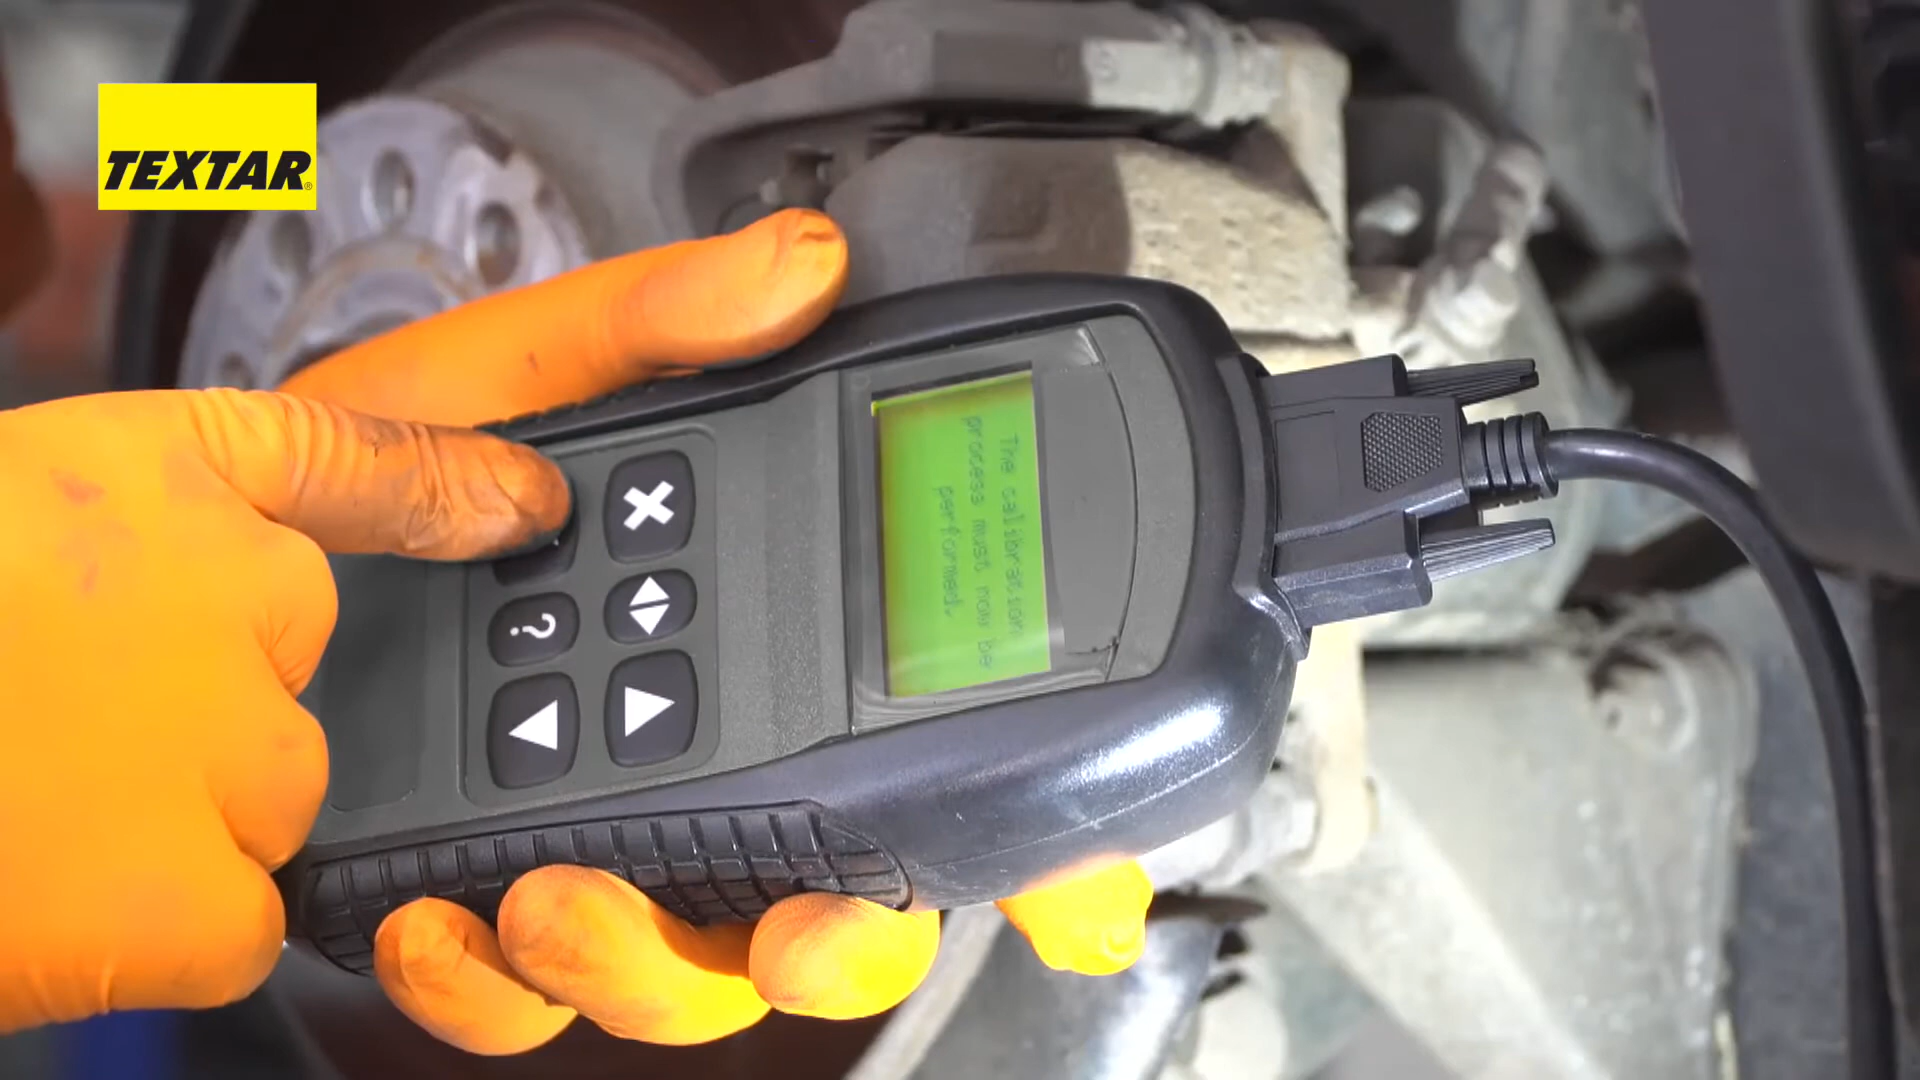 TEXTAR
The calibration
process must now be
performed.
?